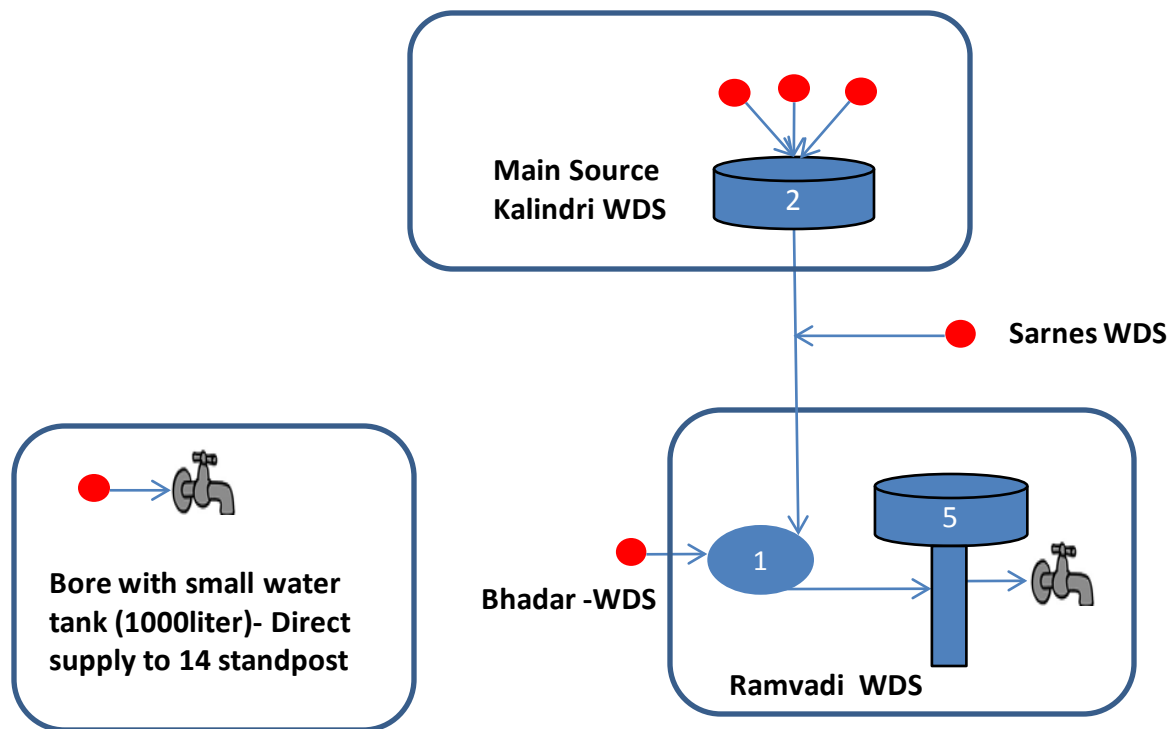 2
Main Source
Kalindri WDS
Sarnes WDS
Bore with small water
tank (1000liter)- Direct
supply to 14 standpost
5
1
Bhadar -WDS
Ramvadi  WDS